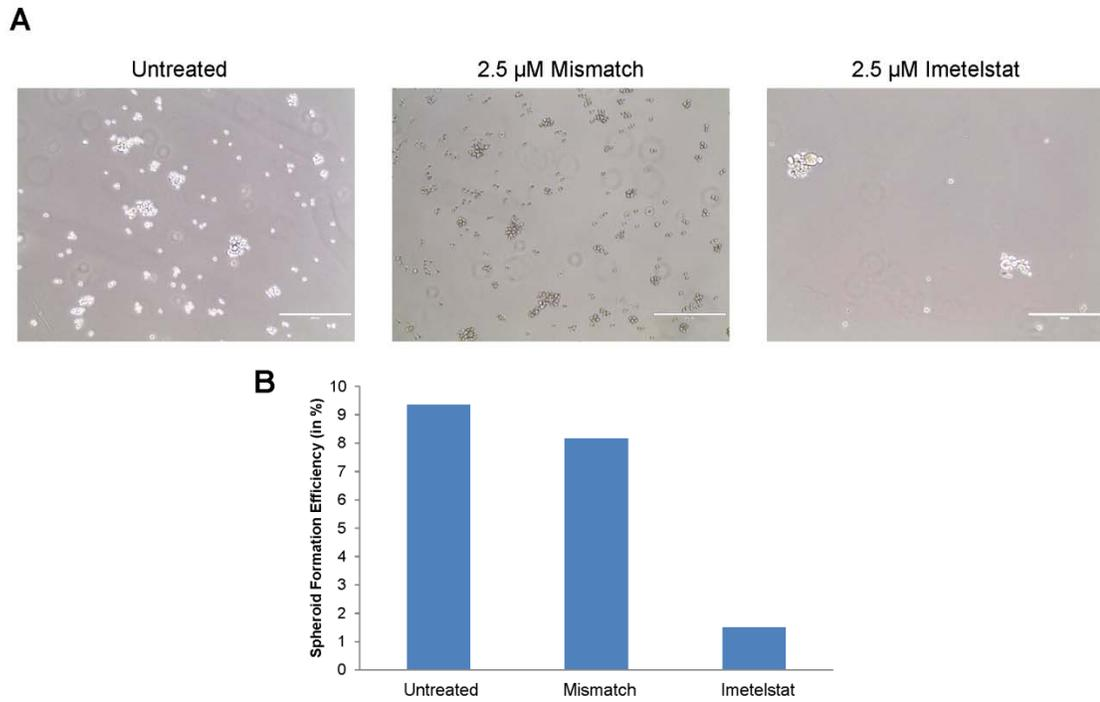 A
Untreated
2.5 µM Mismatch
2.5 µM Imetelstat
B
Spheroid Formation Efficiency (in %)
10
9
8
7
6
5
4
3
2
1
0
Untreated
Mismatch
Imetelstat